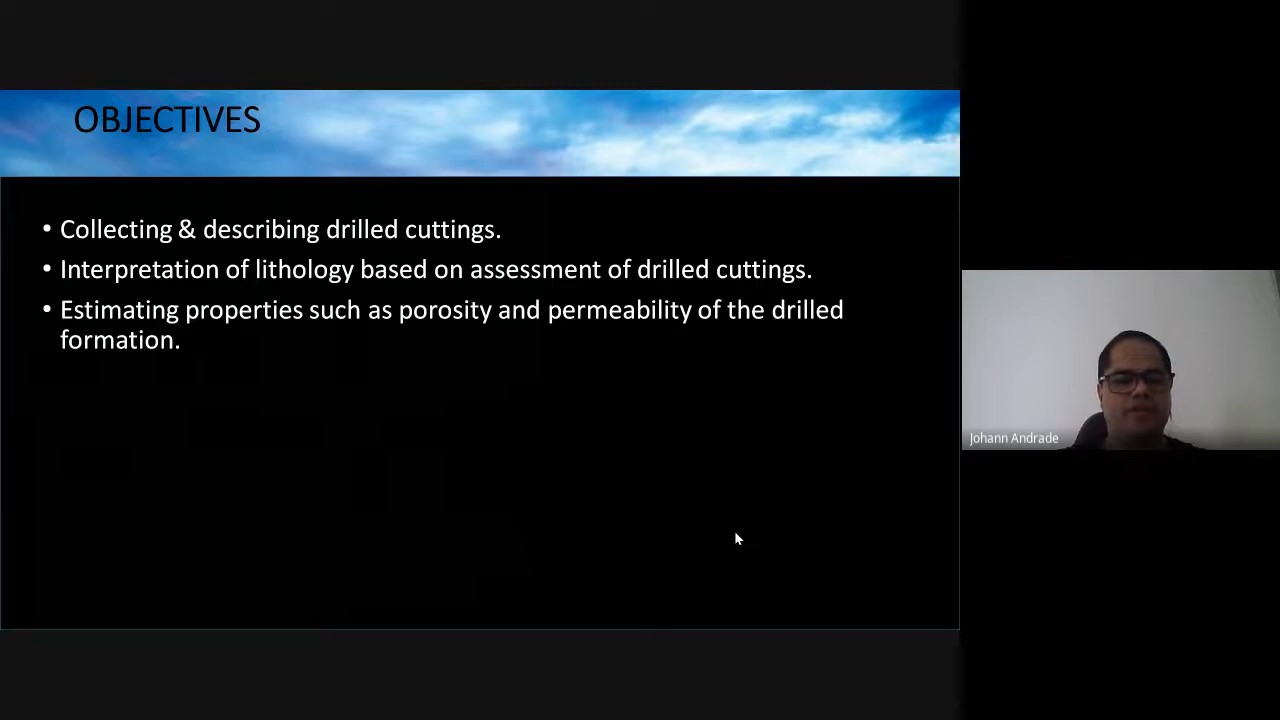 OBJECTIVES
• Collecting & describing drilled cuttings.
• Interpretation of lithology based on assessment of drilled cuttings.
• Estimating properties such as porosity and permeability of the drilled
formation.
Johann Andrade